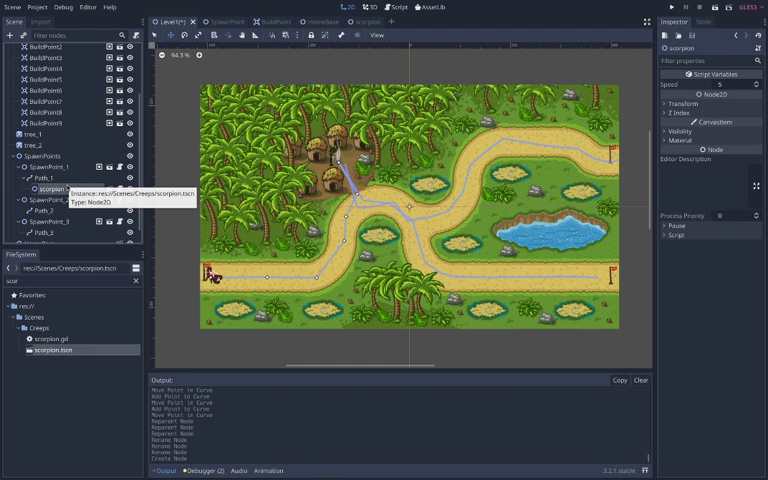 Scene Project Debug Editor Help
2D 3D Script AssetLib
GLES3
Scene Import
Level1(*) SpawnPoint BuildPoint HomeBase scorpion
Inspector Node
Filter nodes
View
94.3 %
scorpion
Filter properties
Script Variables
Speed 5
Node2D
Transform
Z Index
CanvasItem
Visibility
Material
Node
Editor Description
Process Priority 0
Pause
Script
BuildPoint2
BuildPoint3
BuildPoint4
BuildPoint5
BuildPoint6
BuildPoint7
BuildPoint8
BuildPoint9
tree_1
tree_2
SpawnPoints
SpawnPoint_1
Path_1
scorpion
Instance: res://Scenes/Creeps/scorpion.tscn
Type: Node2D
SpawnPoint_2
Path_2
SpawnPoint_3
Path_3
FileSystem
res://Scenes/Creeps/scorpion.tscn
scor
Favorites:
res://
Scenes
Creeps
scorpion.gd
scorpion.tscn
Output:
Copy Clear
Move Point in Curve
Add Point to Curve
Move Point in Curve
Add Point to Curve
Move Point in Curve
Reparent Node
Reparent Node
Reparent Node
Rename Node
Rename Node
Rename Node
Create Node
Output Debugger (2) Audio Animation
3.2.1.stable